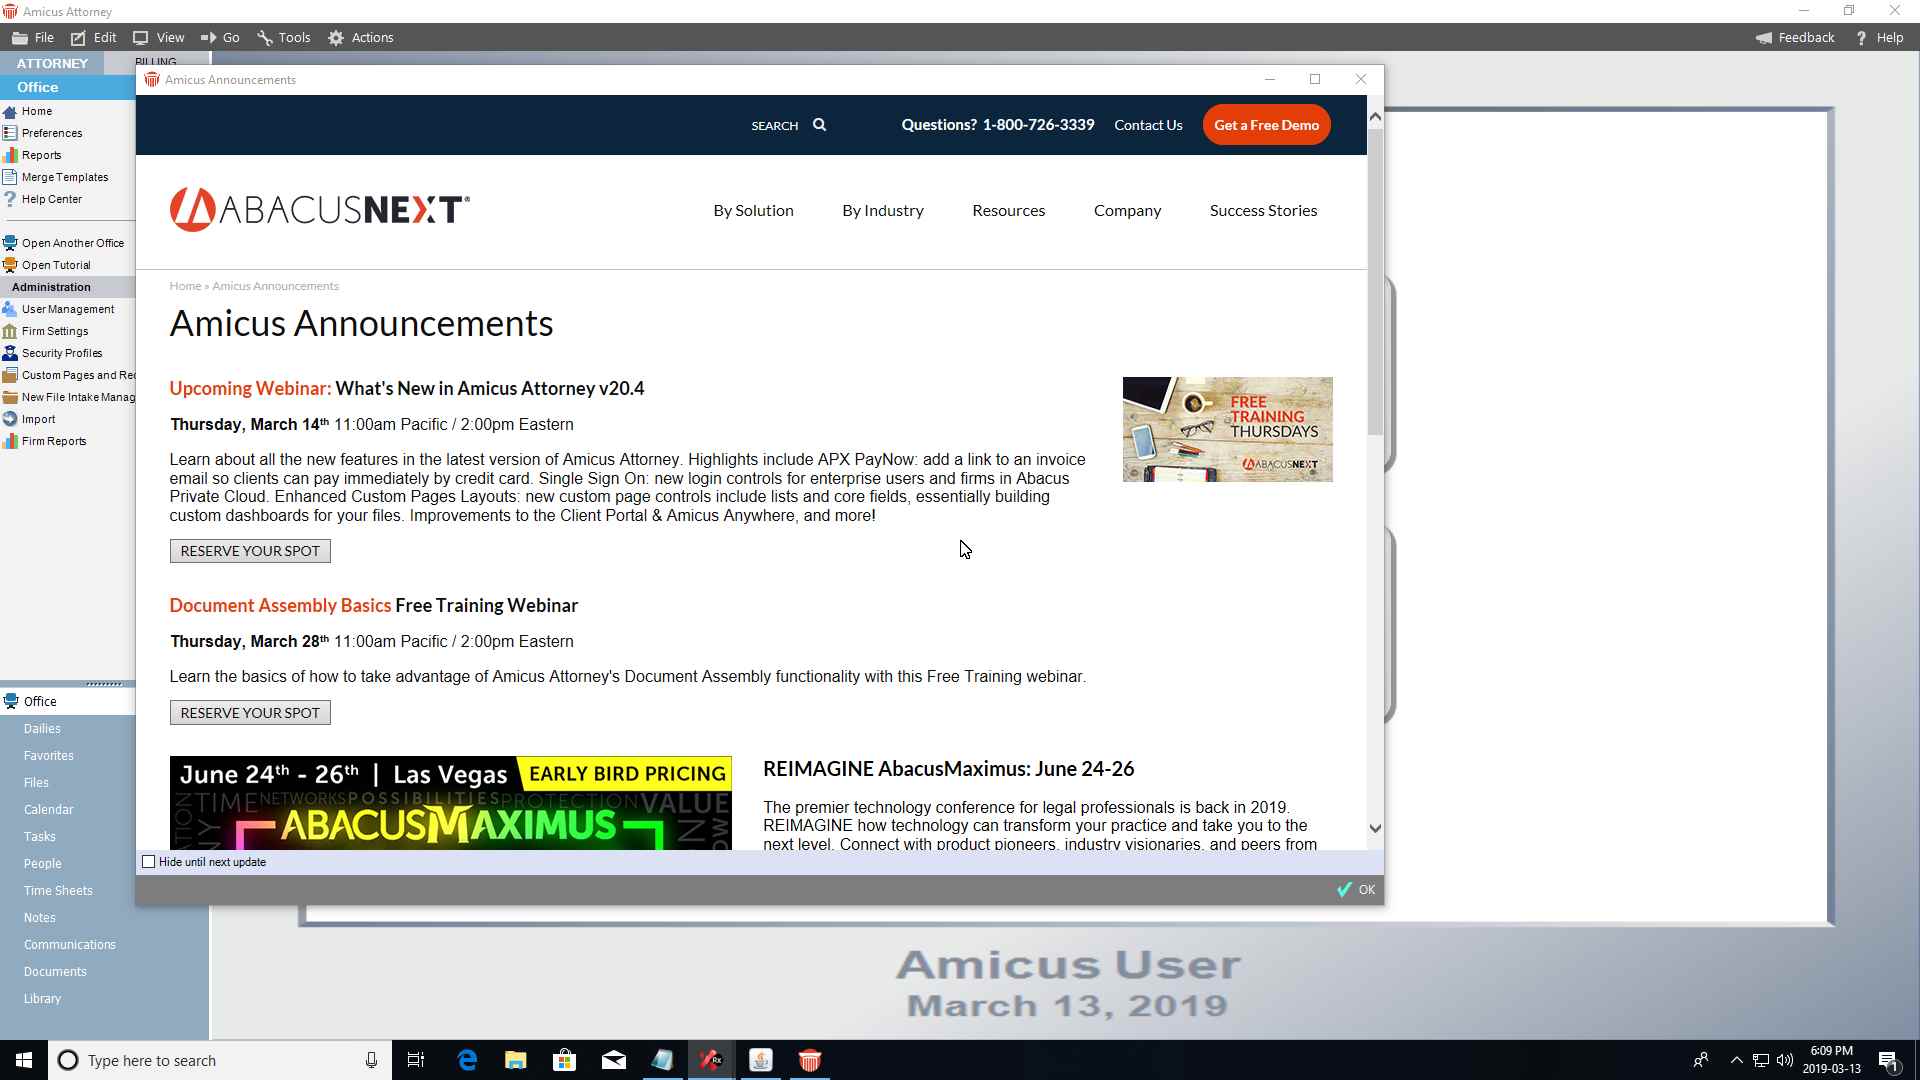 Amicus Attorney
File Edit View Go Tools Actions Feedback Help
ATTORNEY BILLING
Office
Home
Preferences
Reports
Merge Templates
Help Center
Open Another Office
Open Tutorial
Administration
User Management
Firm Settings
Security Profiles
Custom Pages and Rec
New File Intake Manag
Import
Firm Reports
Office
Dailies
Favorites
Files
Calendar
Tasks
People
Time Sheets
Notes
Communications
Documents
Library
Amicus Announcements
SEARCH Questions? 1-800-726-3339 Contact Us Get a Free Demo
ABACUSNEXT®
By Solution By Industry Resources Company Success Stories
Home » Amicus Announcements
Amicus Announcements
Upcoming Webinar: What's New in Amicus Attorney v20.4
Thursday, March 14th 11:00am Pacific / 2:00pm Eastern
Learn about all the new features in the latest version of Amicus Attorney. Highlights include APX PayNow: add a link to an invoice
email so clients can pay immediately by credit card. Single Sign On: new login controls for enterprise users and firms in Abacus
Private Cloud. Enhanced Custom Pages Layouts: new custom page controls include lists and core fields, essentially building
custom dashboards for your files. Improvements to the Client Portal & Amicus Anywhere, and more!
RESERVE YOUR SPOT
FREE
TRAINING
THURSDAYS
ABACUSNEXT
Document Assembly Basics Free Training Webinar
Thursday, March 28th 11:00am Pacific / 2:00pm Eastern
Learn the basics of how to take advantage of Amicus Attorney's Document Assembly functionality with this Free Training webinar.
RESERVE YOUR SPOT
June 24th - 26th | Las Vegas EARLY BIRD PRICING
TIME NETWORKS POSSIBILITIES PROTECTION VALUE
ABACUSMAXIMUS
REIMAGINE AbacusMaximus: June 24-26
The premier technology conference for legal professionals is back in 2019.
REIMAGINE how technology can transform your practice and take you to the
next level. Connect with product pioneers, industry visionaries, and peers from
Hide until next update
OK
Amicus User
March 13, 2019
Type here to search
6:09 PM
2019-03-13
1